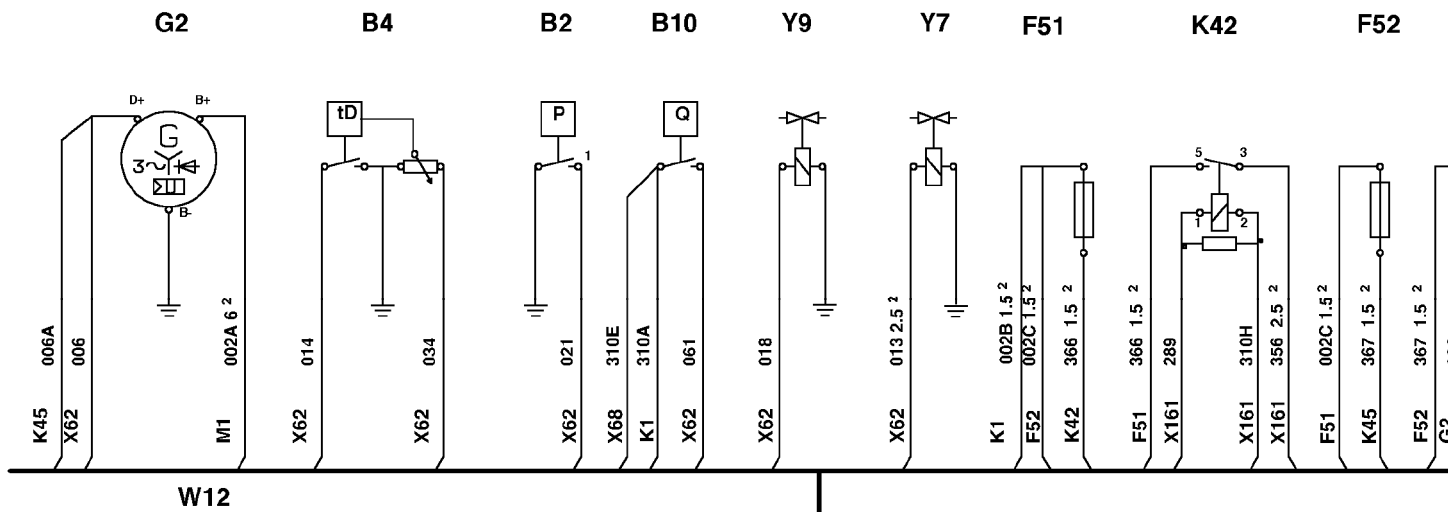 G2 B4 B2 B10 Y9 Y7 F51 K42 F52
D+ B+
tD P Q
G
3~
U
B-
1
5 3
1 2
006A 006 002A 6 ² 014 034 021 310E 310A 061 018 013 2.5 ² 002B 1.5 ² 002C 1.5 ² 366 1.5 ² 366 1.5 ² 289 310H 356 2.5 ² 002C 1.5 ² 367 1.5 ² 367 1.5 ²
K45 X62 M1 X62 X62 X62 X68 K1 X62 X62 X62 K1 F52 K42 F51 X161 X161 X161 F51 K45 F52
W12